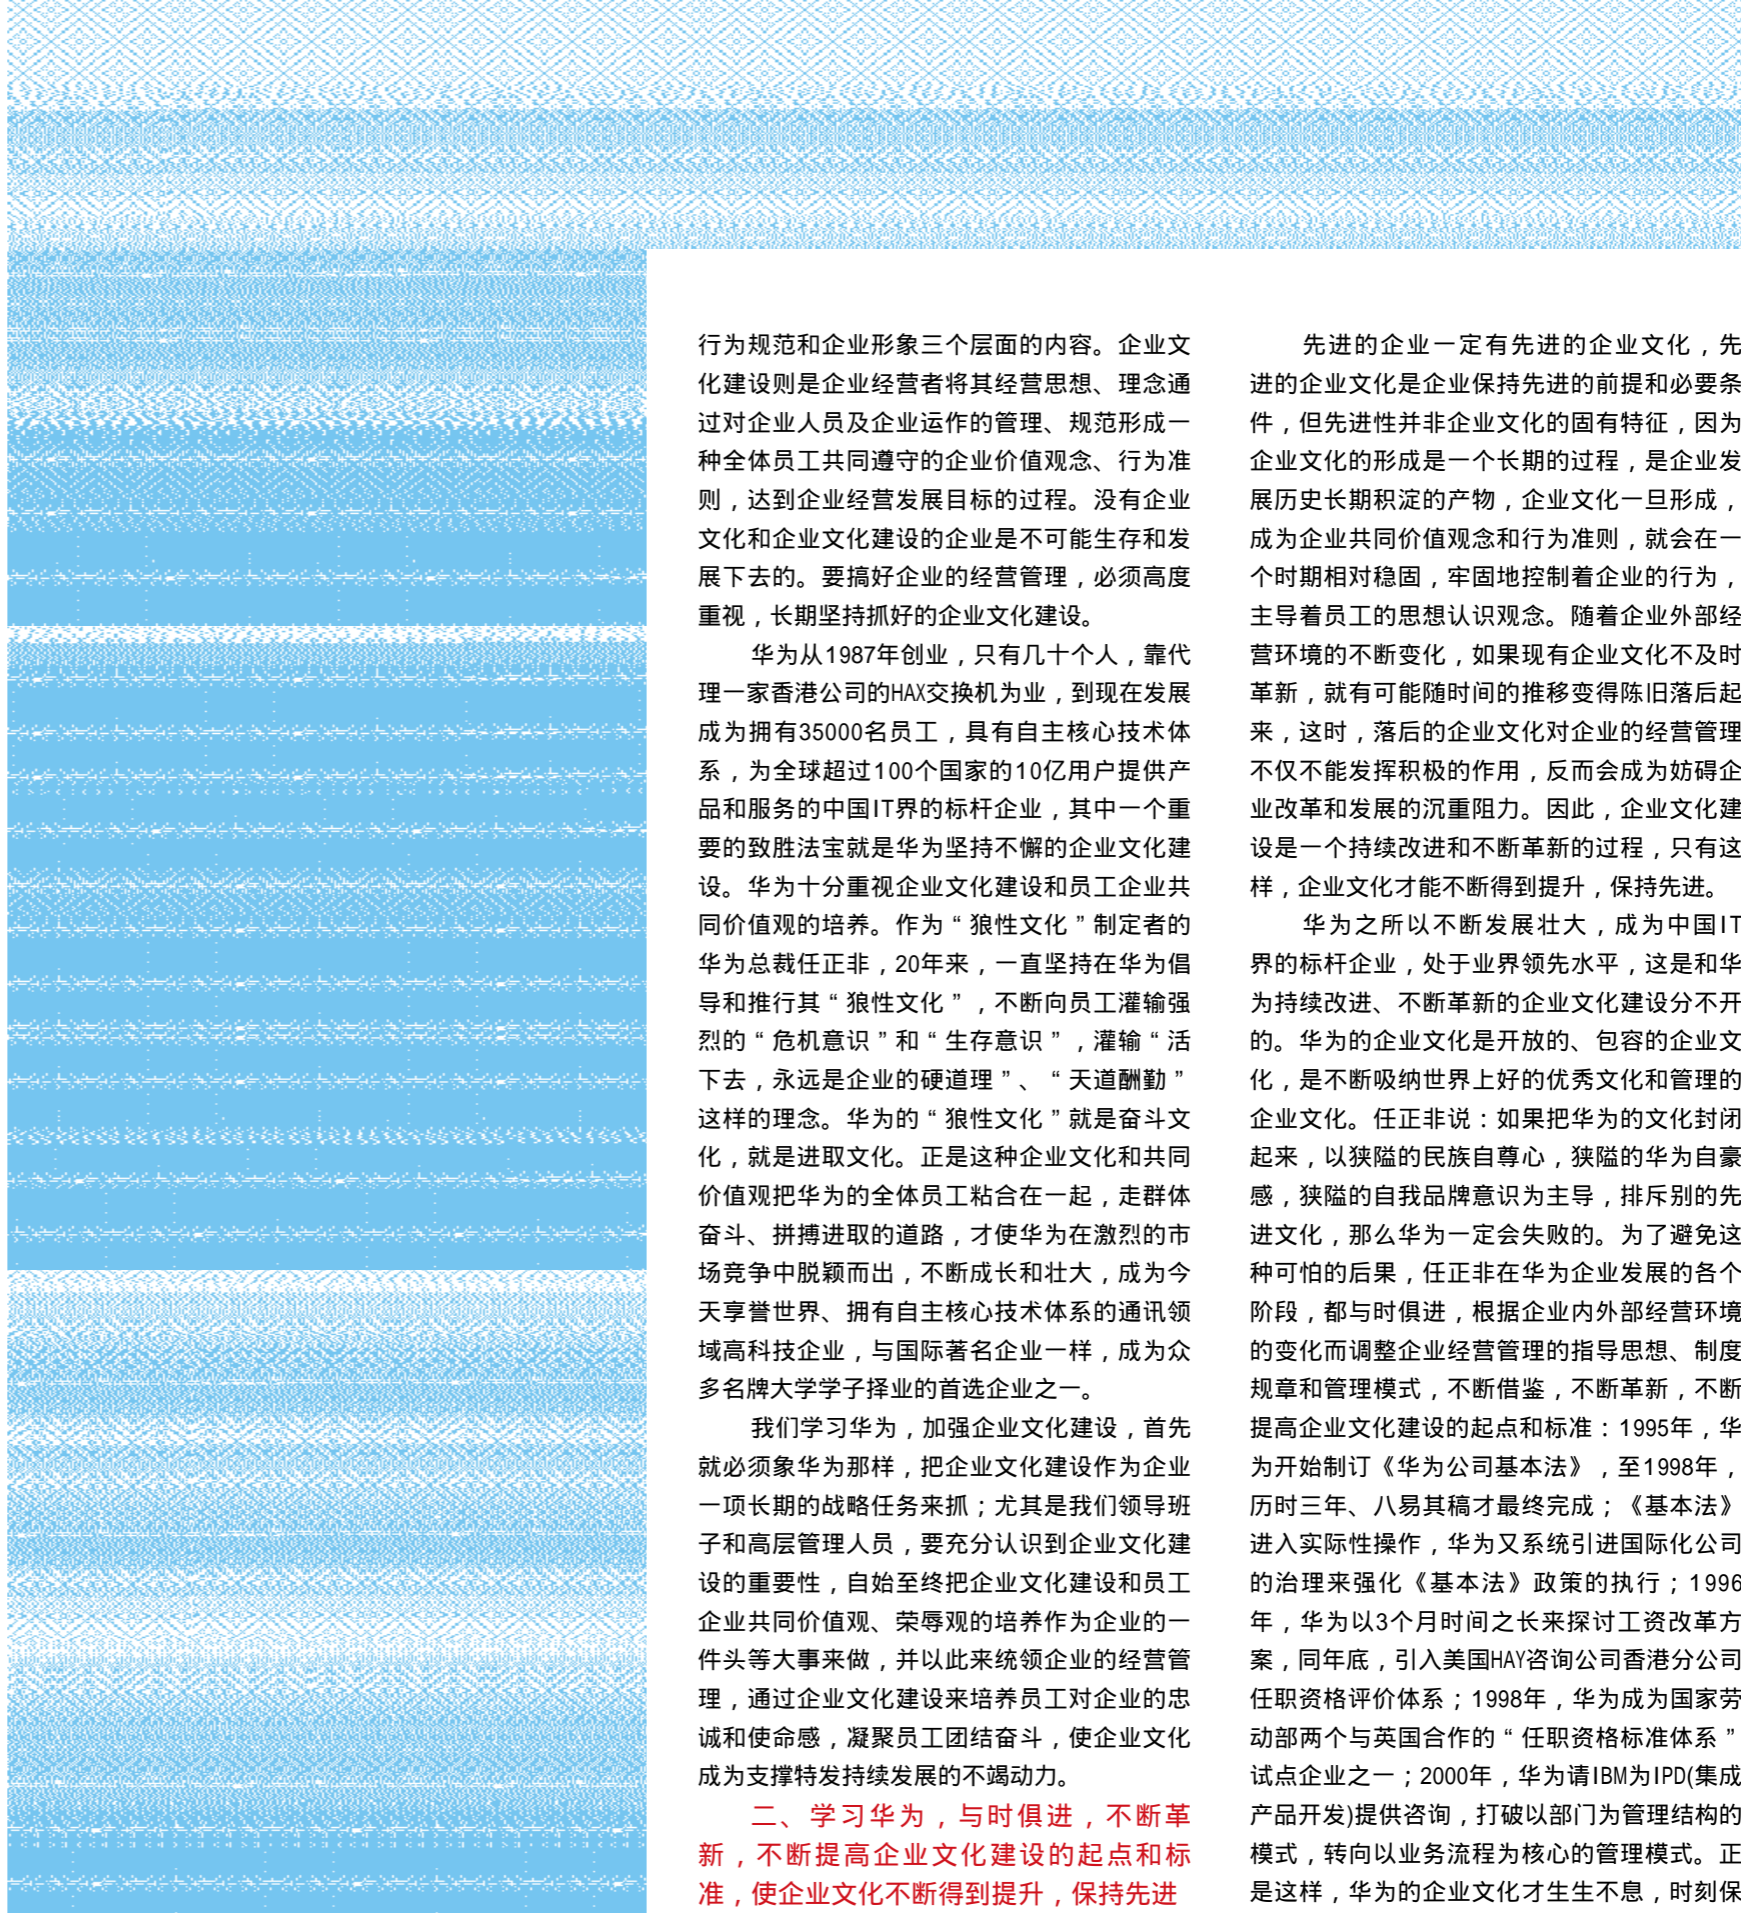 行为规范和企业形象三个层面的内容。企业文
化建设则是企业经营者将其经营思想、理念通
过对企业人员及企业运作的管理、规范形成一
种全体员工共同遵守的企业价值观念、行为准
则，达到企业经营发展目标的过程。没有企业
文化和企业文化建设的企业是不可能生存和发
展下去的。要搞好企业的经营管理，必须高度
重视，长期坚持抓好的企业文化建设。
华为从1987年创业，只有几十个人，靠代
理一家香港公司的HAX交换机为业，到现在发展
成为拥有35000名员工，具有自主核心技术体
系，为全球超过100个国家的10亿用户提供产
品和服务的中国IT界的标杆企业，其中一个重
要的致胜法宝就是华为坚持不懈的企业文化建
设。华为十分重视企业文化建设和员工企业共
同价值观的培养。作为“狼性文化”制定者的
华为总裁任正非，20年来，一直坚持在华为倡
导和推行其“狼性文化”，不断向员工灌输强
烈的“危机意识”和“生存意识”，灌输“活
下去，永远是企业的硬道理”、“天道酬勤”
这样的理念。华为的“狼性文化”就是奋斗文
化，就是进取文化。正是这种企业文化和共同
价值观把华为的全体员工粘合在一起，走群体
奋斗、拼搏进取的道路，才使华为在激烈的市
场竞争中脱颖而出，不断成长和壮大，成为今
天享誉世界、拥有自主核心技术体系的通讯领
域高科技企业，与国际著名企业一样，成为众
多名牌大学学子择业的首选企业之一。
我们学习华为，加强企业文化建设，首先
就必须象华为那样，把企业文化建设作为企业
一项长期的战略任务来抓；尤其是我们领导班
子和高层管理人员，要充分认识到企业文化建
设的重要性，自始至终把企业文化建设和员工
企业共同价值观、荣辱观的培养作为企业的一
件头等大事来做，并以此来统领企业的经营管
理，通过企业文化建设来培养员工对企业的忠
诚和使命感，凝聚员工团结奋斗，使企业文化
成为支撑特发持续发展的不竭动力。
二、学习华为，与时俱进，不断革
新，不断提高企业文化建设的起点和标
准，使企业文化不断得到提升，保持先进
先进的企业一定有先进的企业文化，先
进的企业文化是企业保持先进的前提和必要条
件，但先进性并非企业文化的固有特征，因为
企业文化的形成是一个长期的过程，是企业发
展历史长期积淀的产物，企业文化一旦形成，
成为企业共同价值观念和行为准则，就会在一
个时期相对稳固，牢固地控制着企业的行为，
主导着员工的思想认识观念。随着企业外部经
营环境的不断变化，如果现有企业文化不及时
革新，就有可能随时间的推移变得陈旧落后起
来，这时，落后的企业文化对企业的经营管理
不仅不能发挥积极的作用，反而会成为妨碍企
业改革和发展的沉重阻力。因此，企业文化建
设是一个持续改进和不断革新的过程，只有这
样，企业文化才能不断得到提升，保持先进。
华为之所以不断发展壮大，成为中国IT
界的标杆企业，处于业界领先水平，这是和华
为持续改进、不断革新的企业文化建设分不开
的。华为的企业文化是开放的、包容的企业文
化，是不断吸纳世界上好的优秀文化和管理的
企业文化。任正非说：如果把华为的文化封闭
起来，以狭隘的民族自尊心，狭隘的华为自豪
感，狭隘的自我品牌意识为主导，排斥别的先
进文化，那么华为一定会失败的。为了避免这
种可怕的后果，任正非在华为企业发展的各个
阶段，都与时俱进，根据企业内外部经营环境
的变化而调整企业经营管理的指导思想、制度
规章和管理模式，不断借鉴，不断革新，不断
提高企业文化建设的起点和标准：1995年，华
为开始制订《华为公司基本法》，至1998年，
历时三年、八易其稿才最终完成；《基本法》
进入实际性操作，华为又系统引进国际化公司
的治理来强化《基本法》政策的执行；1996
年，华为以3个月时间之长来探讨工资改革方
案，同年底，引入美国HAY咨询公司香港分公司
任职资格评价体系；1998年，华为成为国家劳
动部两个与英国合作的“任职资格标准体系”
试点企业之一；2000年，华为请IBM为IPD(集成
产品开发)提供咨询，打破以部门为管理结构的
模式，转向以业务流程为核心的管理模式。正
是这样，华为的企业文化才生生不息，时刻保